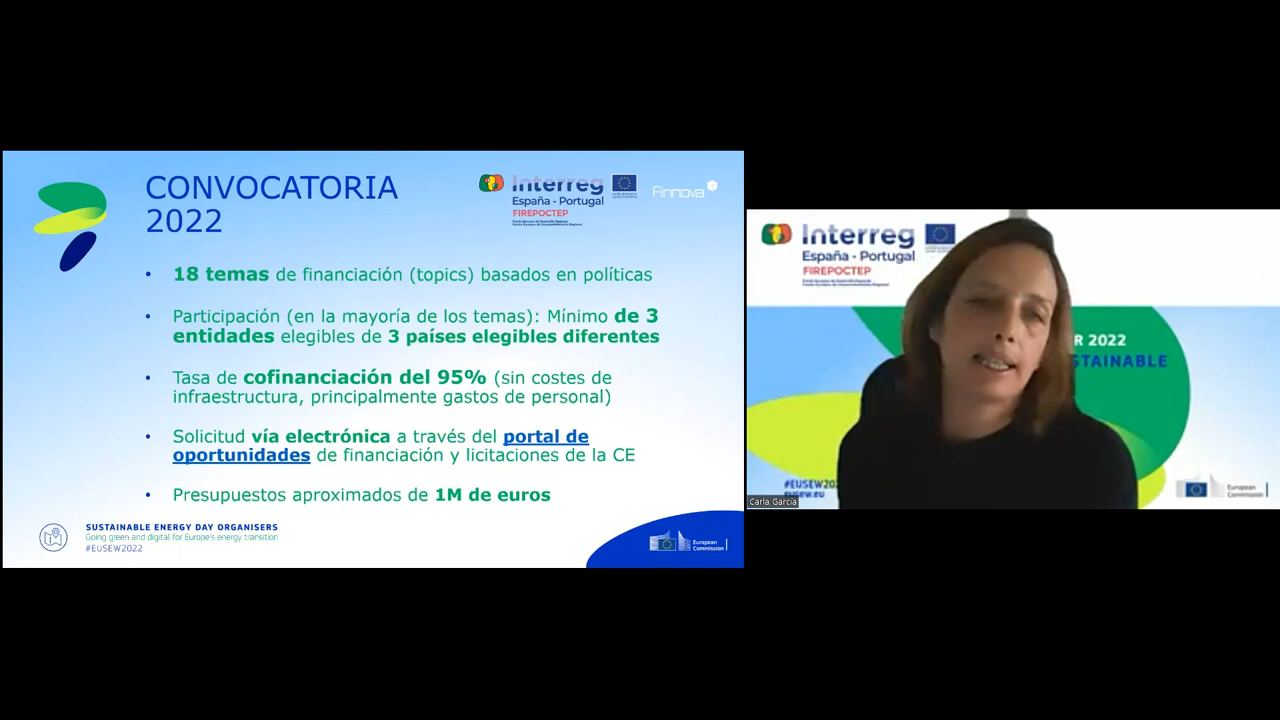 CONVOCATORIA
2022
Interreg
España - Portugal
FIREPOCTEP
Finnova
• 18 temas de financiación (topics) basados en políticas
• Participación (en la mayoría de los temas): Mínimo de 3
entidades elegibles de 3 países elegibles diferentes
• Tasa de cofinanciación del 95% (sin costes de
infraestructura, principalmente gastos de personal)
• Solicitud vía electrónica a través del portal de
oportunidades de financiación y licitaciones de la CE
• Presupuestos aproximados de 1M de euros
SUSTAINABLE ENERGY DAY ORGANISERS
Going green and digital for Europe's energy transition
#EUSEW2022
European
Commission
Interreg
España - Portugal
FIREPOCTEP
R 2022
STAINABLE
#EUSEW202
eusew.eu
European
Commission
Carla García